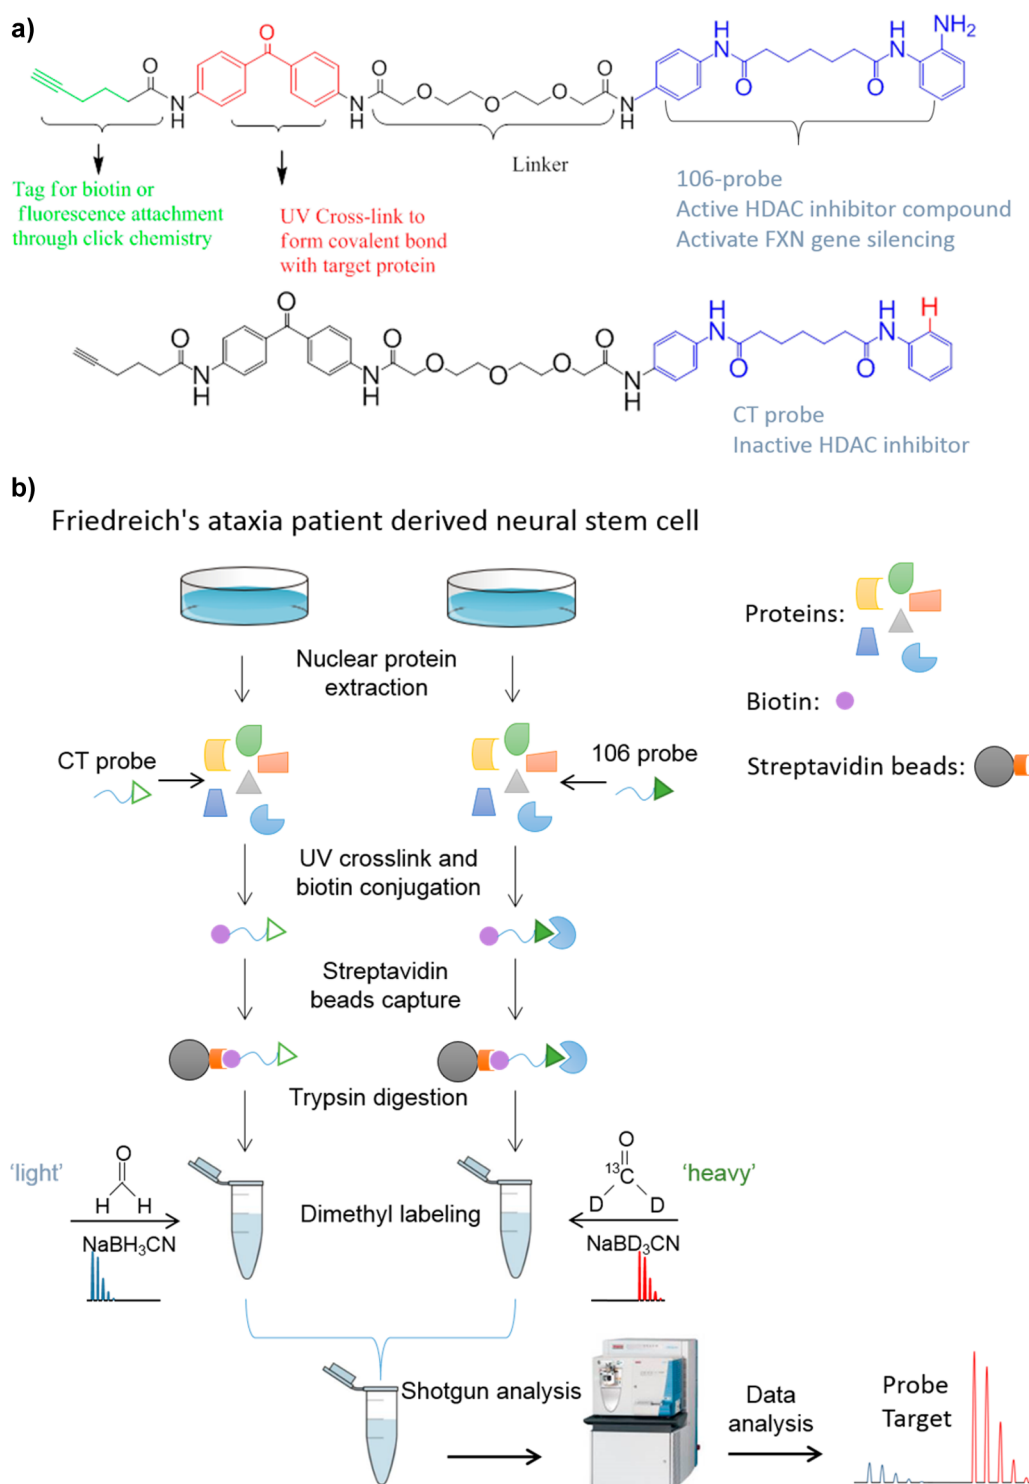 a)
O
O
O
O
O
O
O
N
H
N
H
O
N
H
H
N
O
O
H
N
NH2
Linker
Tag for biotin or
fluorescence attachment
through click chemistry
UV Cross-link to
form covalent bond
with target protein
106-probe
Active HDAC inhibitor compound
Activate FXN gene silencing
O
O
N
H
N
H
O
O
O
O
O
N
H
H
N
O
O
H
N
H
CT probe
Inactive HDAC inhibitor
b)
Friedreich's ataxia patient derived neural stem cell
Nuclear protein
extraction
Proteins:
Biotin:
Streptavidin beads:
CT probe
106 probe
UV crosslink and
biotin conjugation
Streptavidin
beads capture
Trypsin digestion
'light'
O
H H
NaBH3CN
Dimethyl labeling
O
13C
D D
NaBD3CN
'heavy'
Shotgun analysis
Data
analysis
Probe
Target